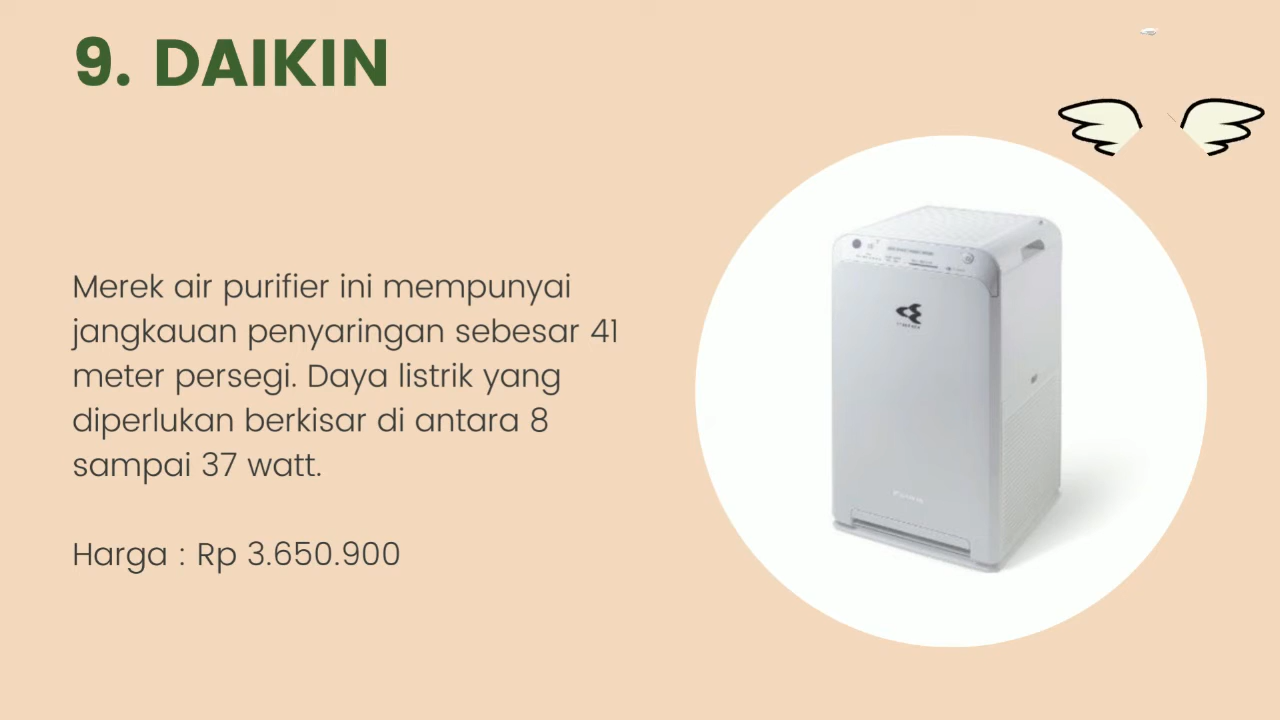 9. DAIKIN
Merek air purifier ini mempunyai
jangkauan penyaringan sebesar 41
meter persegi. Daya listrik yang
diperlukan berkisar di antara 8
sampai 37 watt.
Harga : Rp 3.650.900